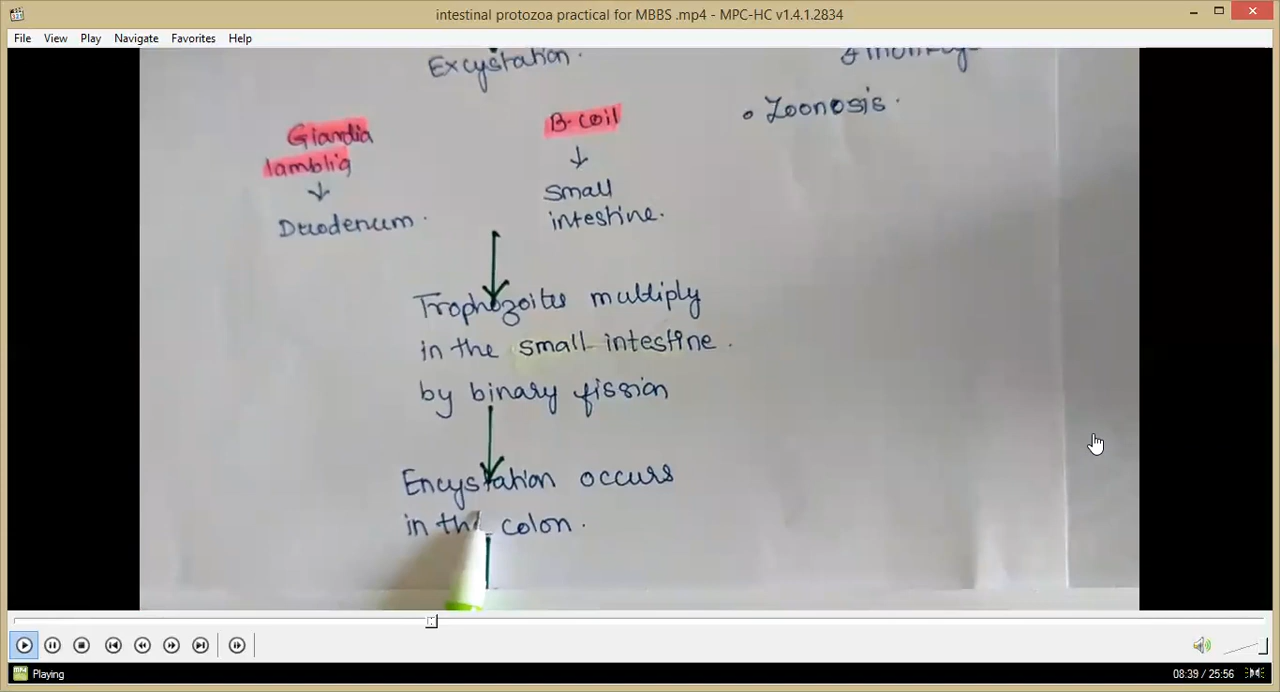 intestinal protozoa practical for MBBS .mp4 - MPC-HC v1.4.1.2834
File View Play Navigate Favorites Help
Excystation.
• Zoonosis.
Giardia
lamblia
B. coil
Duodenum.
Small
intestine.
Trophozoites multiply
in the small intestine.
by binary fission
Encystation occurs
in the colon.
Playing
08:39 / 25:56